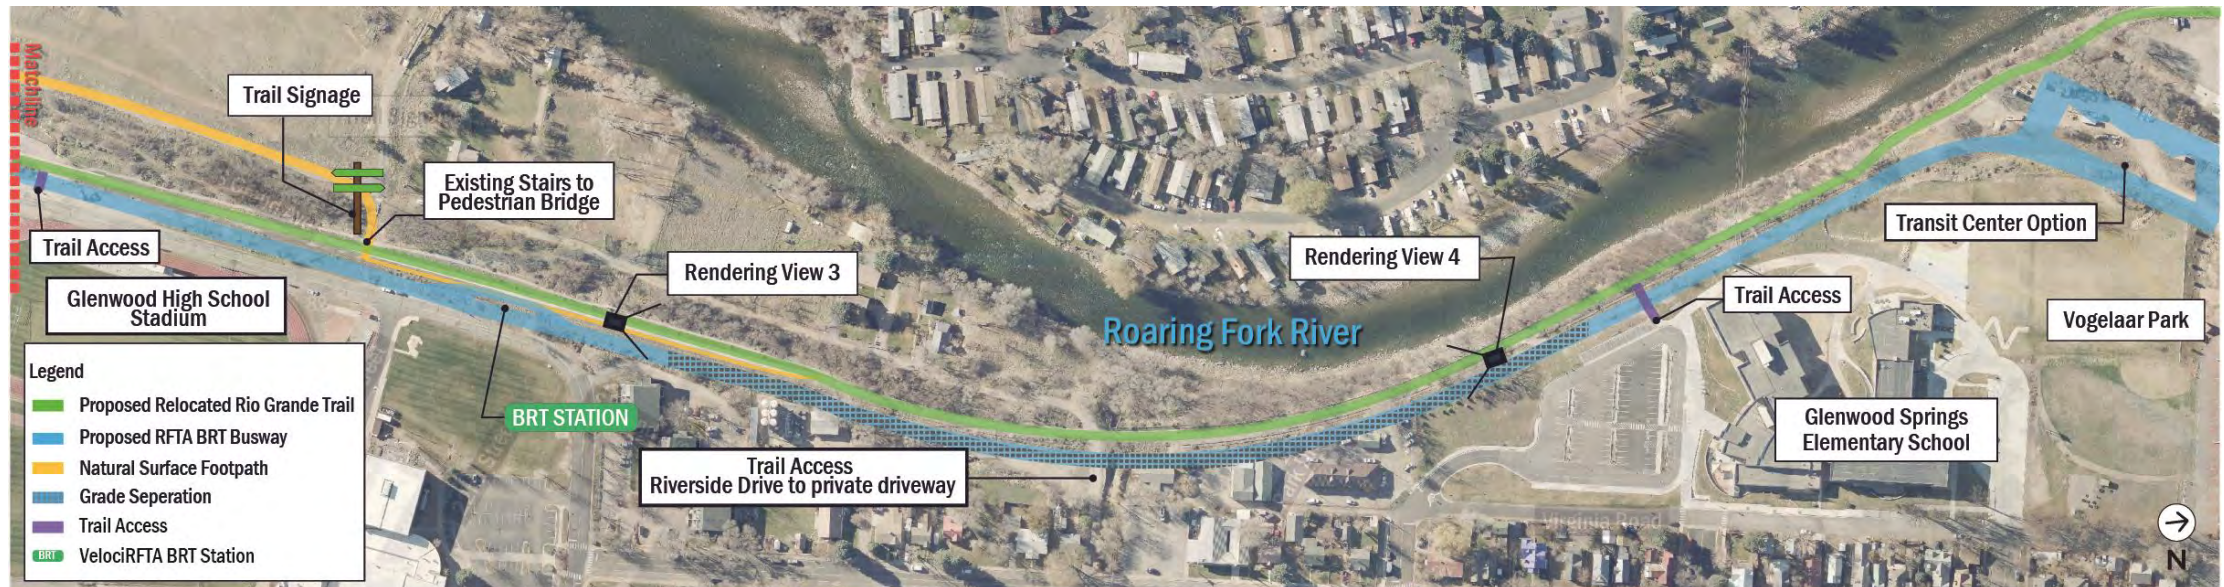 Matchline
Trail Signage
Existing Stairs to
Pedestrian Bridge
Trail Access
Glenwood High School
Stadium
Rendering View 3
BRT STATION
Trail Access
Riverside Drive to private driveway
Roaring Fork River
Rendering View 4
Trail Access
Transit Center Option
Vogelaar Park
Glenwood Springs
Elementary School
Virginia Road
N
Legend
Proposed Relocated Rio Grande Trail
Proposed RFTA BRT Busway
Natural Surface Footpath
Grade Seperation
Trail Access
BRT
VelociRFTA BRT Station